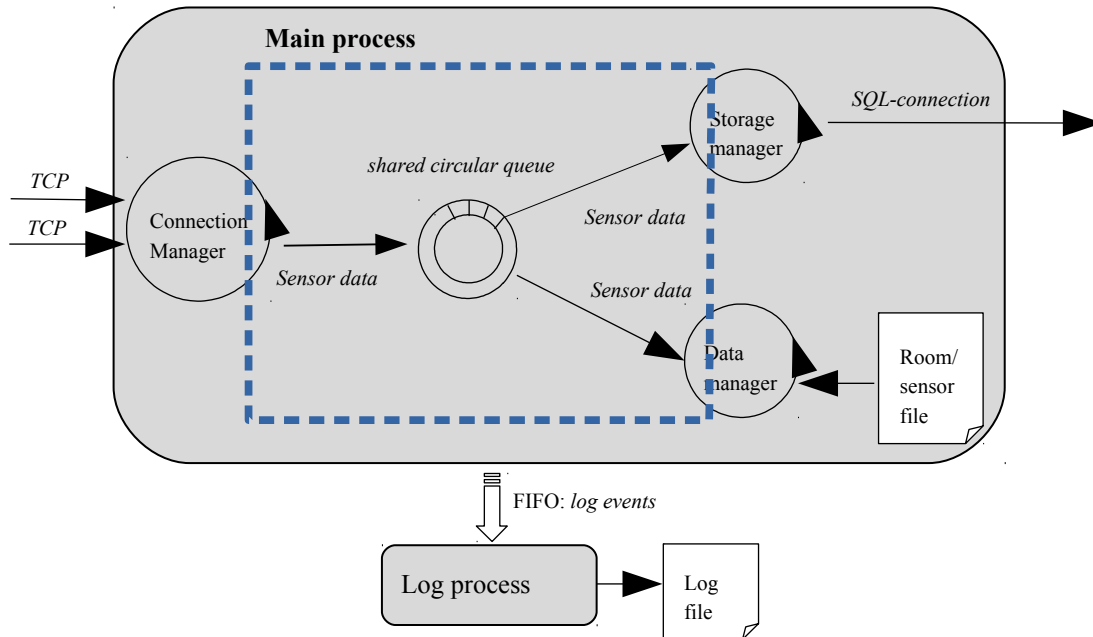 Main process
SQL-connection
Storage
manager
shared circular queue
TCP
TCP
Connection
Manager
Sensor data
Sensor data
Sensor data
Data
manager
Room/
sensor
file
FIFO: log events
Log process
Log
file